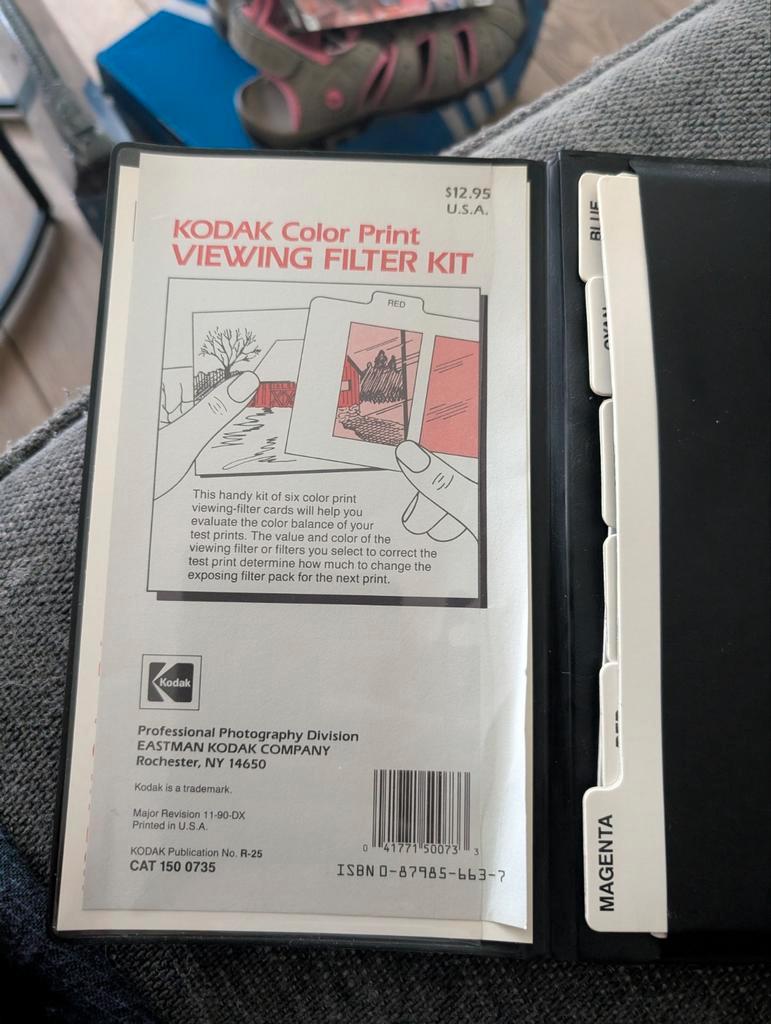 $12.95
U.S.A.
KODAK Color Print
VIEWING FILTER KIT
RED
This handy kit of six color print
viewing-filter cards will help you
evaluate the color balance of your
test prints. The value and color of the
viewing filter or filters you select to correct the
test print determine how much to change the
exposing filter pack for the next print.
Kodak
Professional Photography Division
EASTMAN KODAK COMPANY
Rochester, NY 14650
Kodak is a trademark.
Major Revision 11-90-DX
Printed in U.S.A.
KODAK Publication No. R-25
CAT 150 0735
0 41771 50073 3
ISBN 0-87985-663-7
BLUE
CYAN
RED
MAGENTA